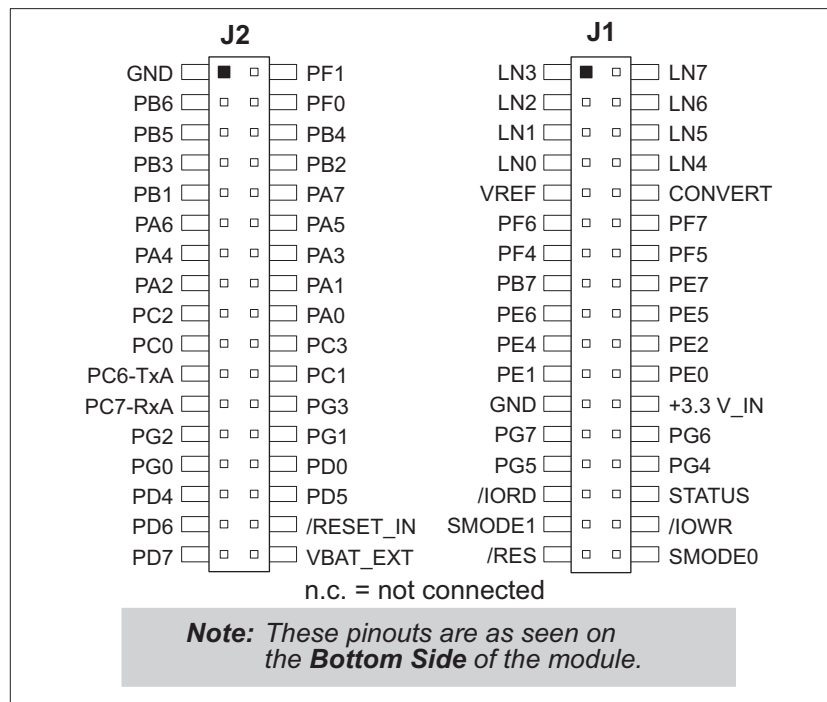 J2
GND PF1
PB6 PF0
PB5 PB4
PB3 PB2
PB1 PA7
PA6 PA5
PA4 PA3
PA2 PA1
PC2 PA0
PC0 PC3
PC6-TxA PC1
PC7-RxA PG3
PG2 PG1
PG0 PD0
PD4 PD5
PD6 /RESET_IN
PD7 VBAT_EXT
J1
LN3 LN7
LN2 LN6
LN1 LN5
LN0 LN4
VREF CONVERT
PF6 PF7
PF4 PF5
PB7 PE7
PE6 PE5
PE4 PE2
PE1 PE0
GND +3.3 V_IN
PG7 PG6
PG5 PG4
/IORD STATUS
SMODE1 /IOWR
/RES SMODE0
n.c. = not connected
Note: These pinouts are as seen on
the Bottom Side of the module.